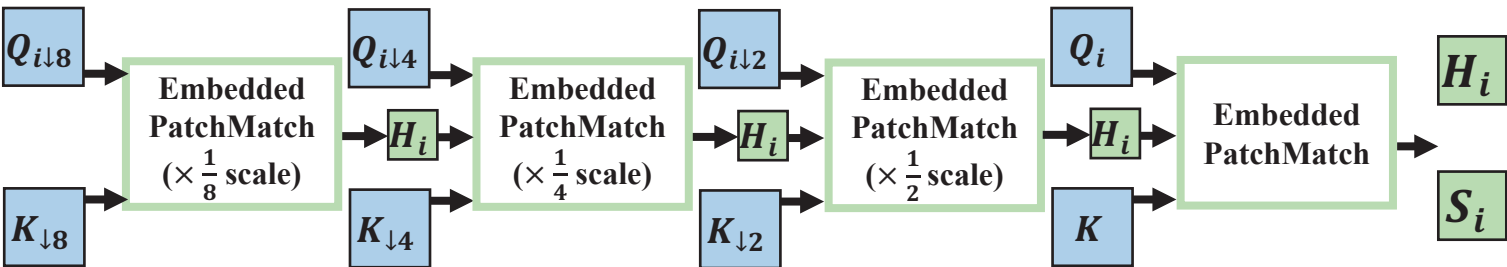 Q_{i↓8}
Embedded
PatchMatch
(× 1/8 scale)
K_{↓8}
Q_{i↓4}
H_i
K_{↓4}
Embedded
PatchMatch
(× 1/4 scale)
Q_{i↓2}
H_i
K_{↓2}
Embedded
PatchMatch
(× 1/2 scale)
Q_i
H_i
K
Embedded
PatchMatch
H_i
S_i